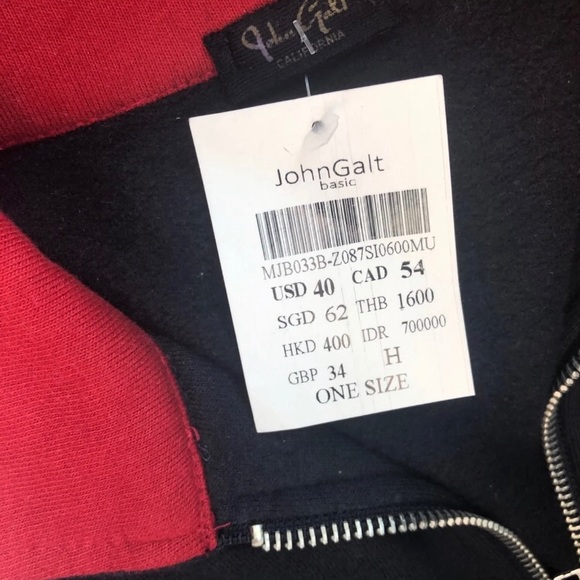 John Galt
CALIFORNIA
JohnGalt
basic
MJB033B-Z087SI0600MU
USD 40 CAD 54
SGD 62 THB 1600
HKD 400 IDR 700000
GBP 34 H
ONE SIZE